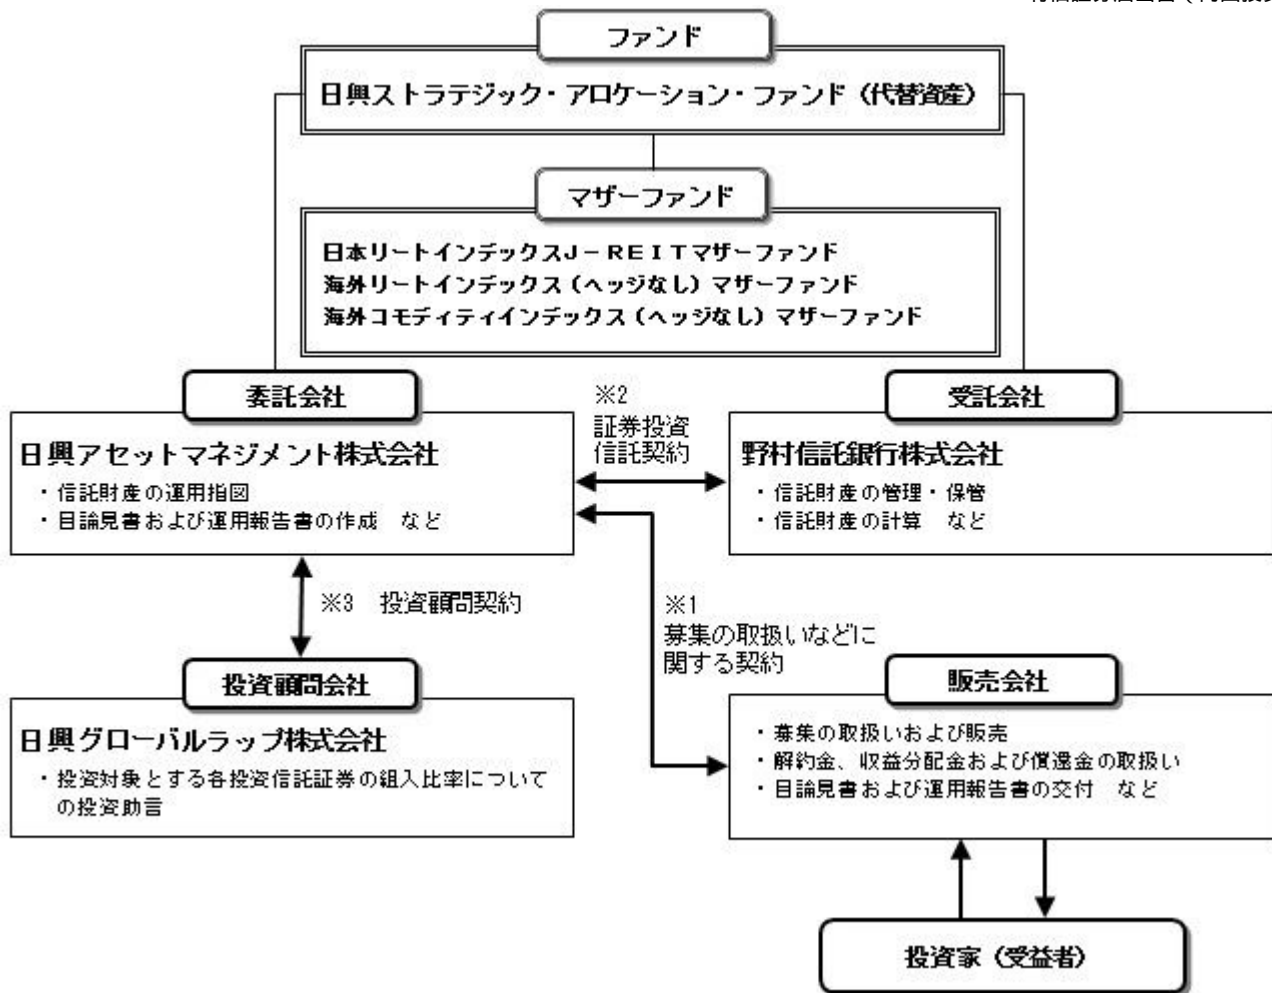 ファンド
日興ストラテジック・アロケーション・ファンド（代替資産）
マザーファンド
日本リートインデックスＪ－ＲＥＩＴマザーファンド
海外リートインデックス（ヘッジなし）マザーファンド
海外コモディティインデックス（ヘッジなし）マザーファンド
委託会社
日興アセットマネジメント株式会社
・信託財産の運用指図
・目論見書および運用報告書の作成　など
※2
証券投資
信託契約
受託会社
野村信託銀行株式会社
・信託財産の管理・保管
・信託財産の計算　など
※3　投資顧問契約
※1
募集の取扱いなどに
関する契約
投資顧問会社
日興グローバルラップ株式会社
・投資対象とする各投資信託証券の組入比率について
の投資助言
販売会社
・募集の取扱いおよび販売
・解約金、収益分配金および償還金の取扱い
・目論見書および運用報告書の交付　など
投資家（受益者）